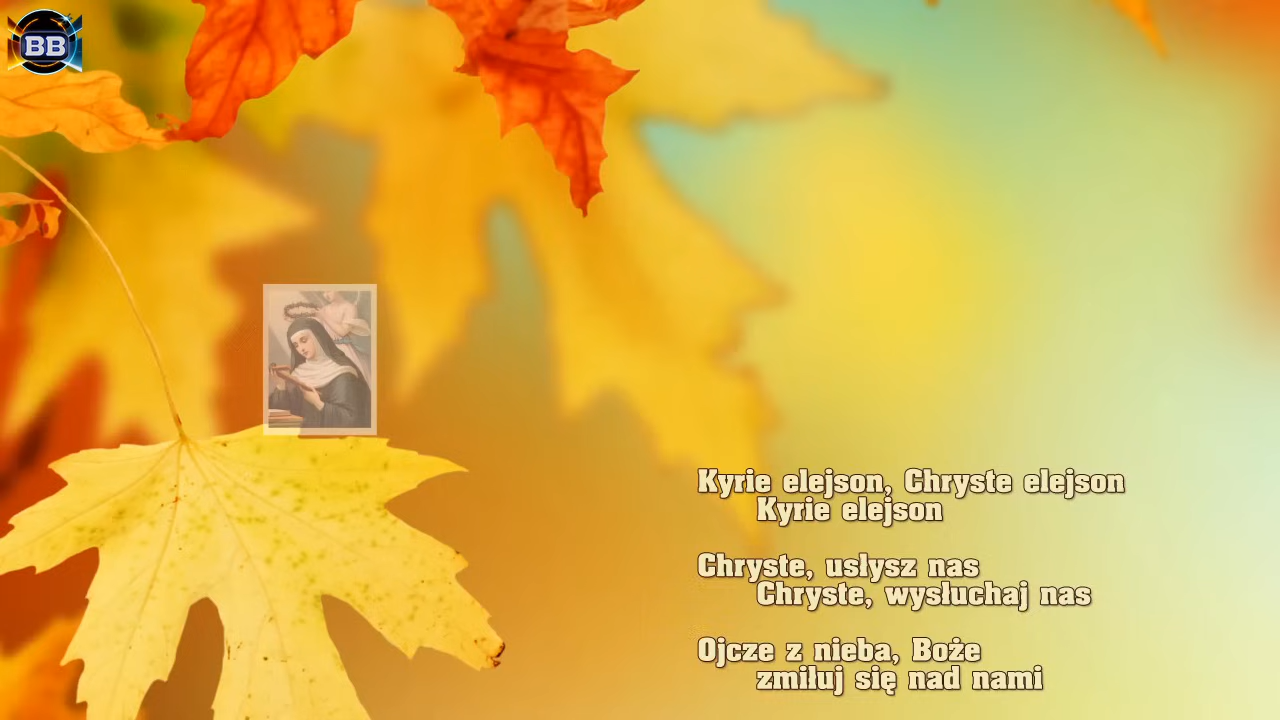 BB
Kyrie elejson, Chryste elejson
Kyrie elejson
Chryste, usłysz nas
Chryste, wysłuchaj nas
Ojcze z nieba, Boże
zmiłuj się nad nami